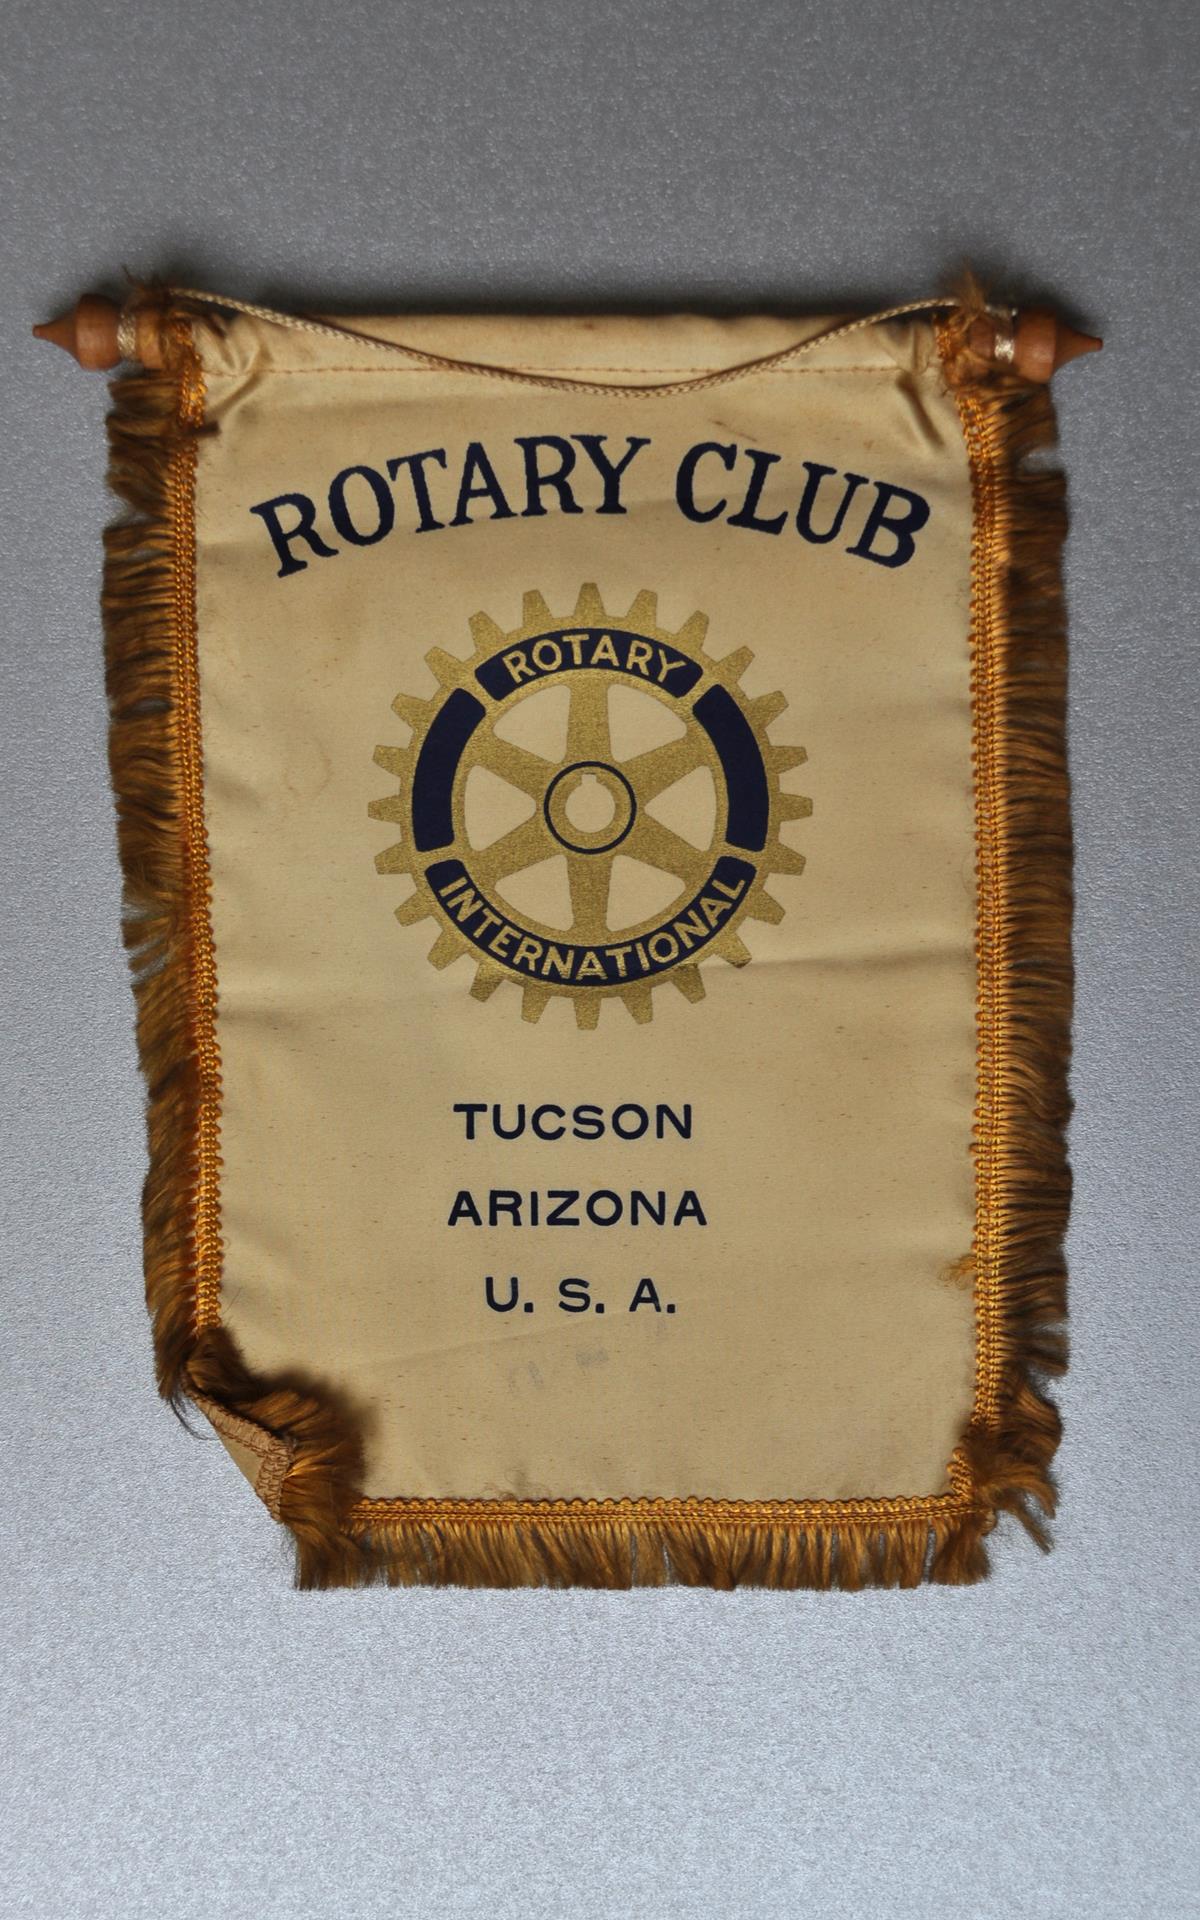 ROTARY CLUB
ROTARY
INTERNATIONAL
TUCSON
ARIZONA
U. S. A.